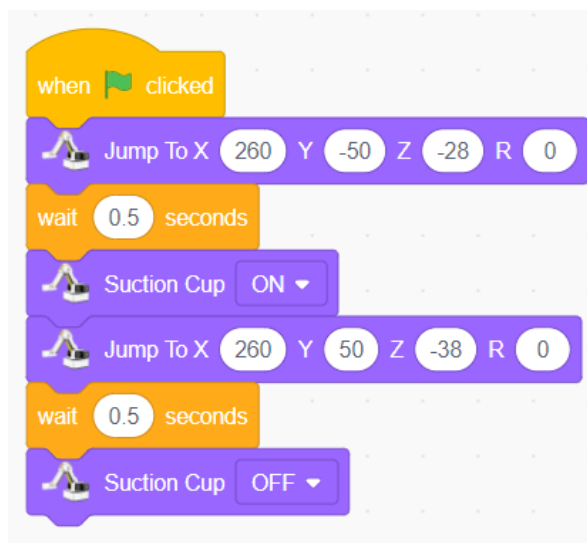 when clicked
Jump To X 260 Y -50 Z -28 R 0
wait 0.5 seconds
Suction Cup ON
Jump To X 260 Y 50 Z -38 R 0
wait 0.5 seconds
Suction Cup OFF